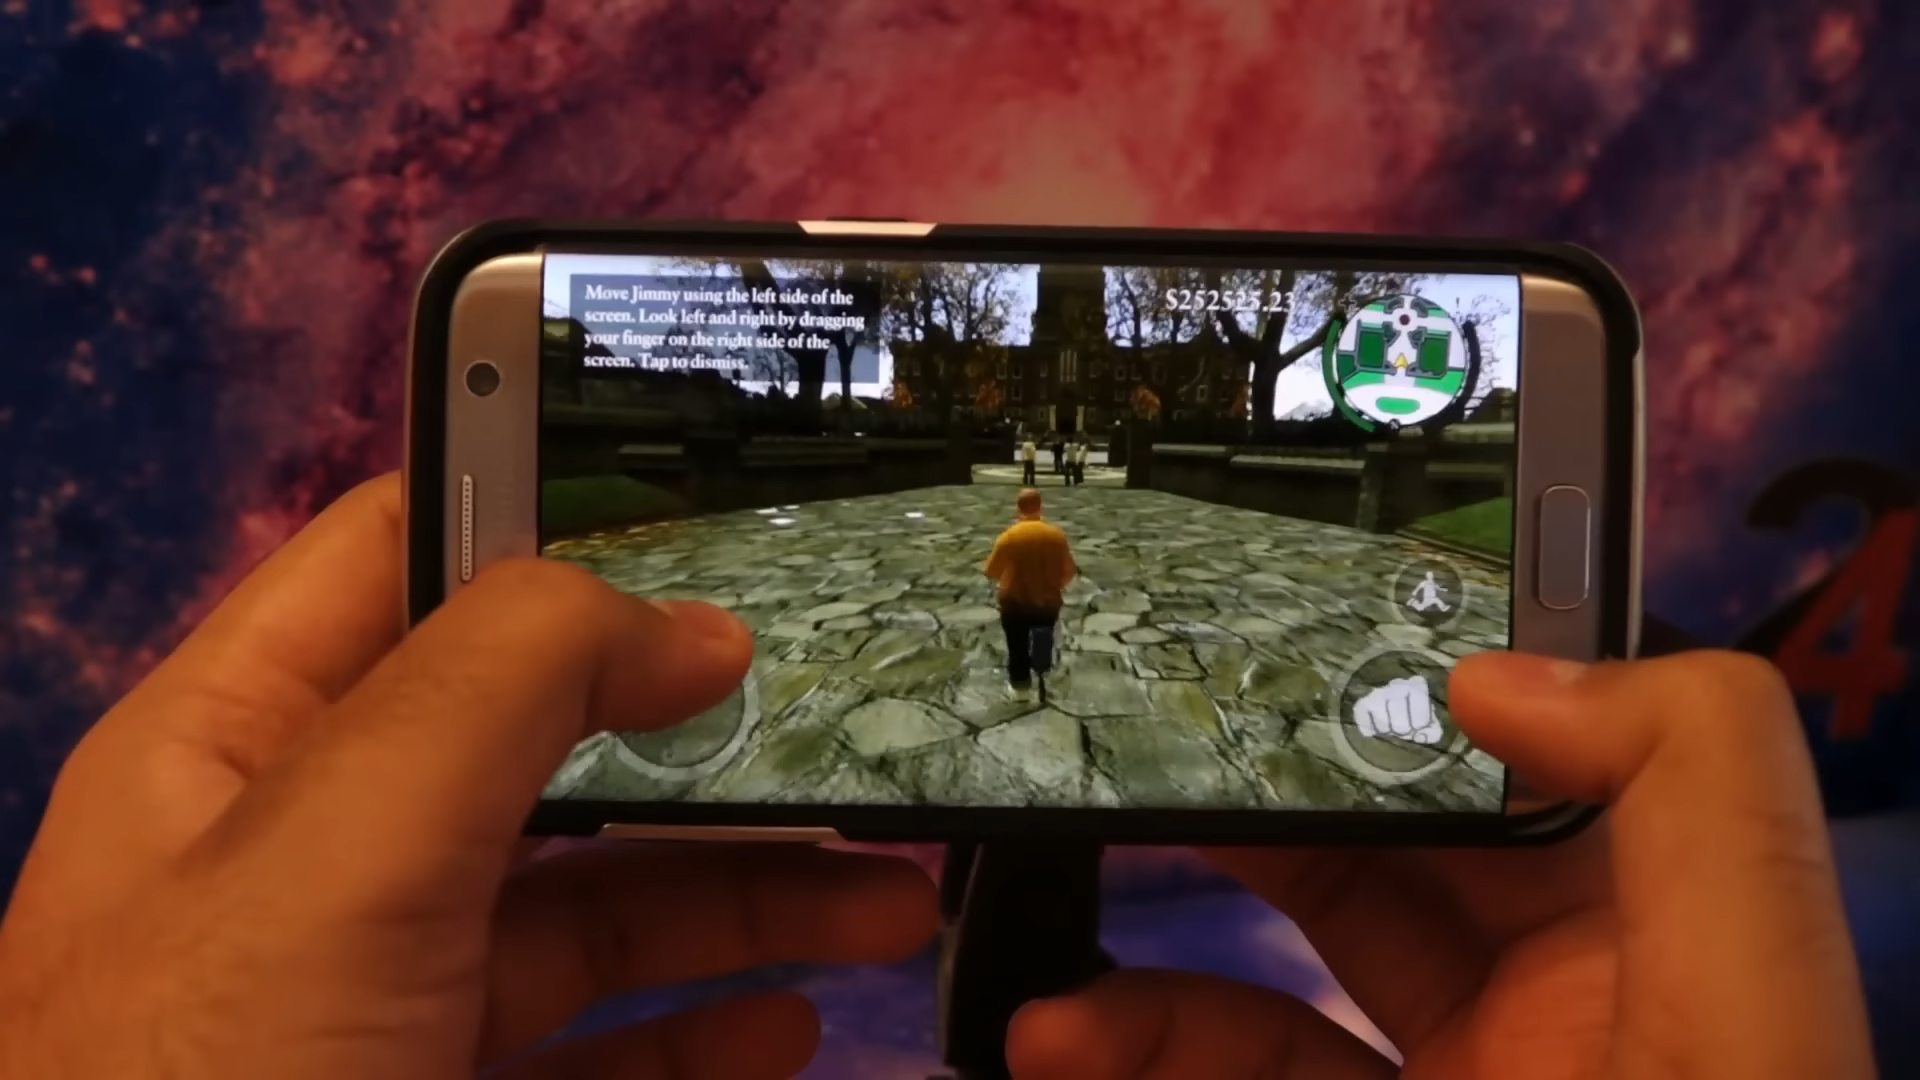 Move Jimmy using the left side of the
screen. Look left and right by dragging
your finger on the right side of the
screen. Tap to dismiss.
$252525.23
24